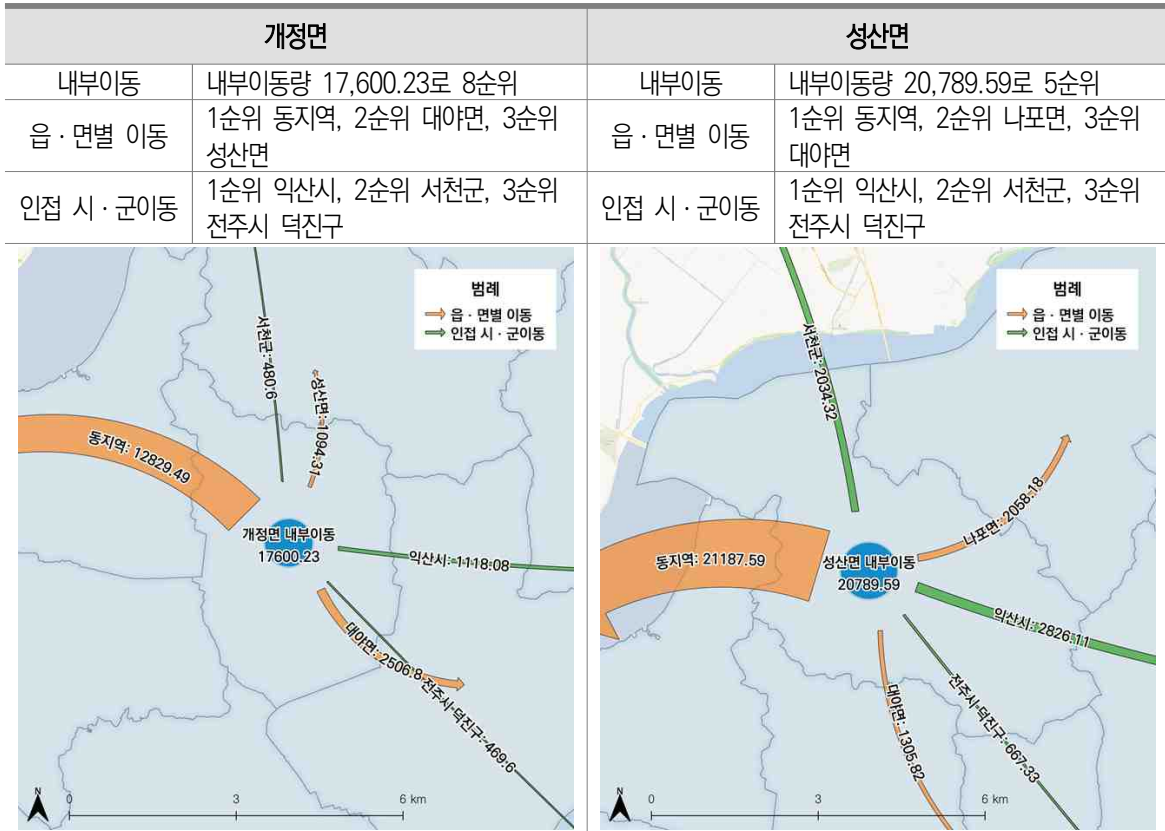 개정면
성산면
내부이동
내부이동량 17,600.23로 8순위
내부이동
내부이동량 20,789.59로 5순위
읍·면별 이동
1순위 동지역, 2순위 대야면, 3순위
성산면
읍·면별 이동
1순위 동지역, 2순위 나포면, 3순위
대야면
인접 시·군이동
1순위 익산시, 2순위 서천군, 3순위
전주시 덕진구
인접 시·군이동
1순위 익산시, 2순위 서천군, 3순위
전주시 덕진구
범례
읍·면별 이동
인접 시·군이동
서천군: 480.6
성산면: 1094.31
동지역: 12829.49
개정면 내부이동
17600.23
익산시: 1118.08
대야면: 2506.8
전주시 덕진구: 469.6
N
0
3
6 km
범례
읍·면별 이동
인접 시·군이동
서천군: 2034.32
나포면: 2058.18
동지역: 21187.59
성산면 내부이동
20789.59
익산시: 2826.11
대야면: 1305.82
전주시 덕진구: 667.33
N
0
3
6 km